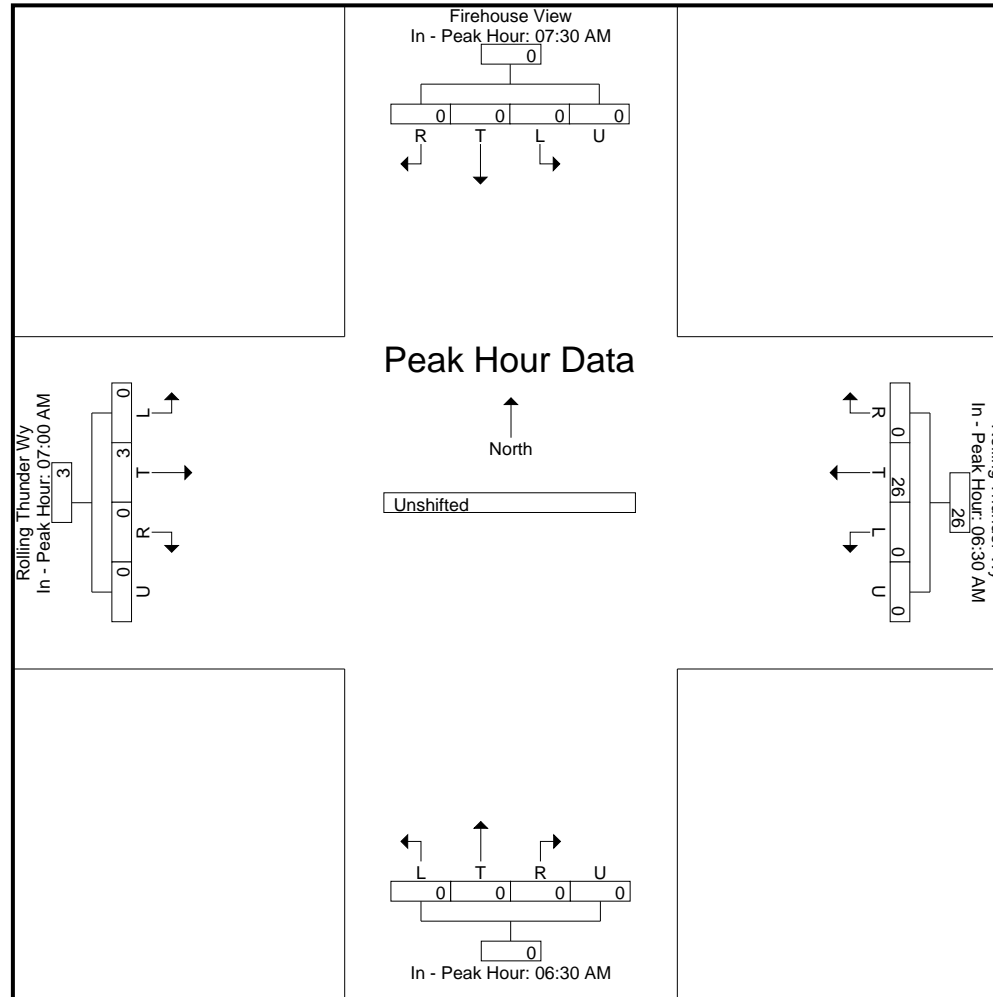 Firehouse View
In - Peak Hour: 07:30 AM
0
0 0 0 0
R T L U
Peak Hour Data
North
Unshifted
Rolling Thunder Wy
In - Peak Hour: 07:00 AM
3
0 3 0 0
L T R U
In - Peak Hour: 06:30 AM
26
0 26 0 0
R T L U
L T R U
0 0 0 0
0
In - Peak Hour: 06:30 AM